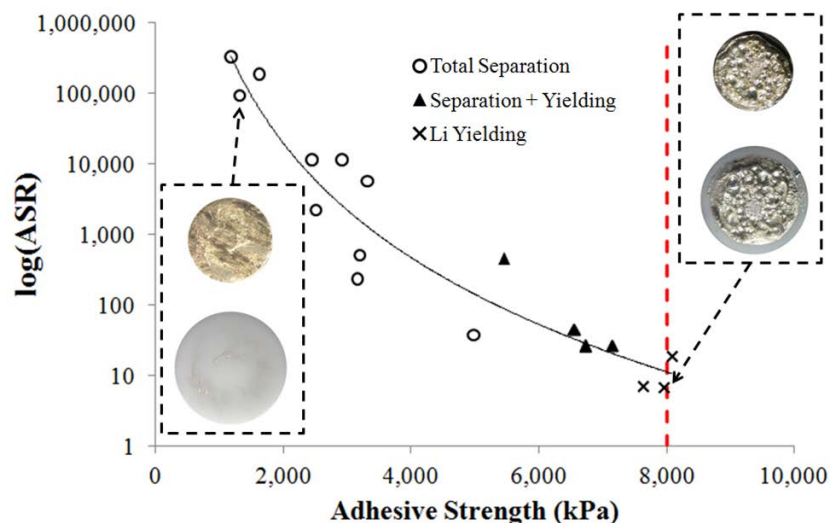 1,000,000
100,000
10,000
1,000
100
10
1
log(ASR)
Total Separation
Separation + Yielding
Li Yielding
0
2,000
4,000
6,000
8,000
10,000
Adhesive Strength (kPa)